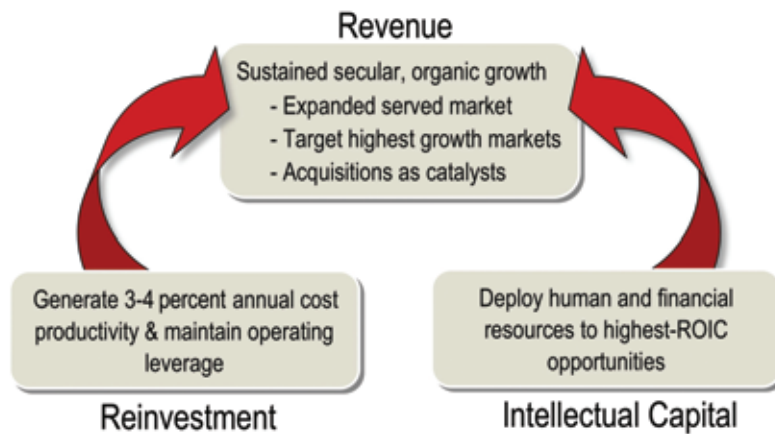 Revenue
Sustained secular, organic growth
- Expanded served market
- Target highest growth markets
- Acquisitions as catalysts
Generate 3-4 percent annual cost
productivity & maintain operating
leverage
Reinvestment
Deploy human and financial
resources to highest-ROIC
opportunities
Intellectual Capital